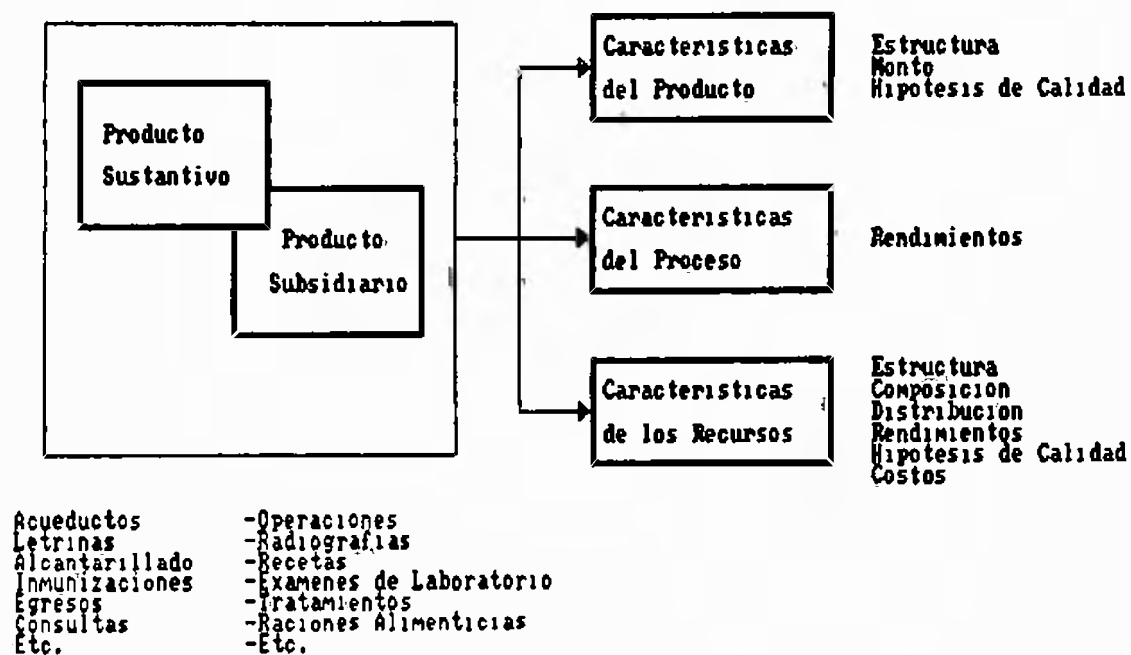 Producto
Sustantivo
Producto
Subsidiario
Caracteristicas
del Producto
Estructura
Monto
Hipotesis de Calidad
Caracteristicas
del Proceso
Rendimientos
Caracteristicas
de los Recursos
Estructura
Composicion
Distribucion
Rendimientos
Hipotesis de Calidad
Costos
Acueductos
Letrinas
Alcantarillado
Inmunizaciones
Egresos
Consultas
Etc.
-Operaciones
-Radiografias
-Recetas
-Examenes de Laboratorio
-Tratamientos
-Raciones Alimenticias
-Etc.